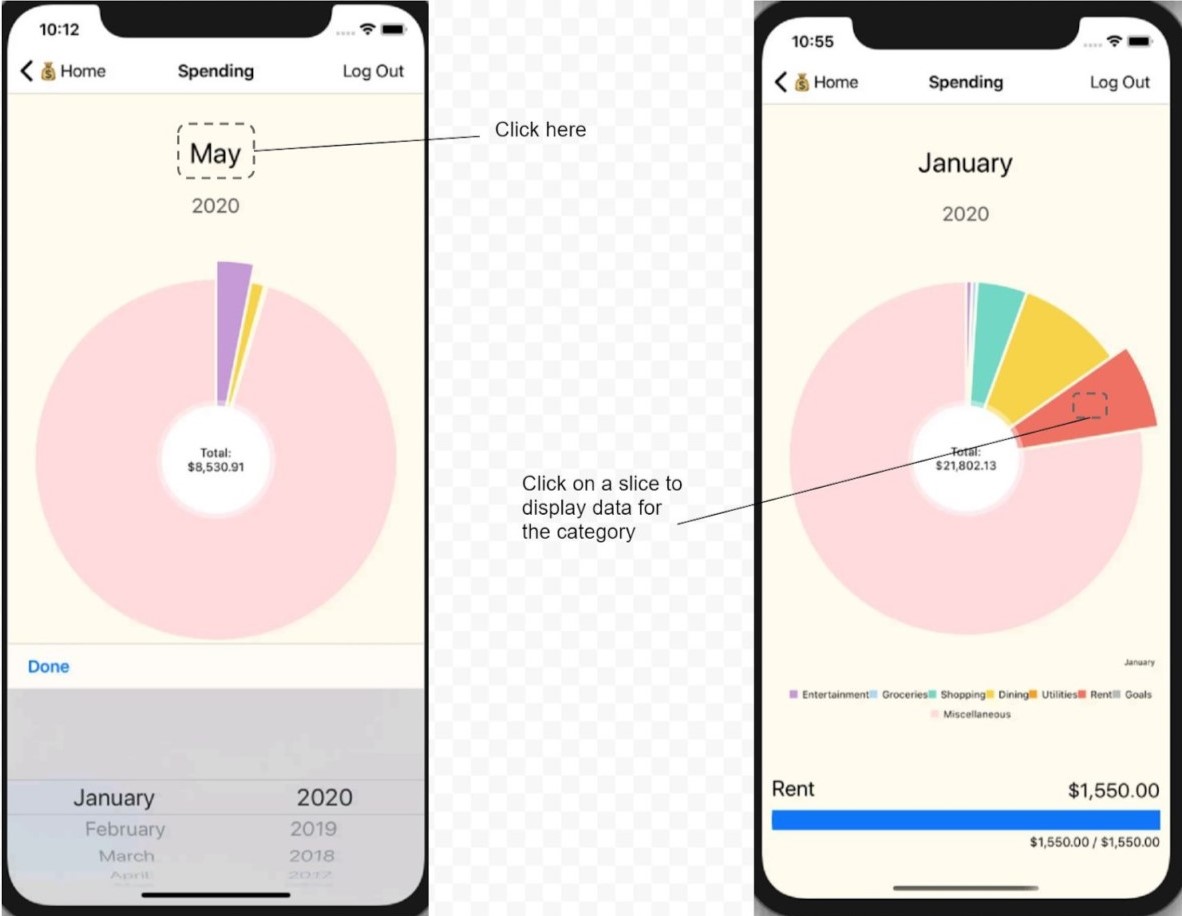 10:12
Home
Spending
Log Out
May
2020
Total:
$8,530.91
Done
January 2020
February 2019
March 2018
April 2017
Click here
Click on a slice to
display data for
the category
10:55
Home
Spending
Log Out
January
2020
Total:
$21,802.13
January
Entertainment Groceries Shopping Dining Utilities Rent Goals
Miscellaneous
Rent $1,550.00
$1,550.00 / $1,550.00